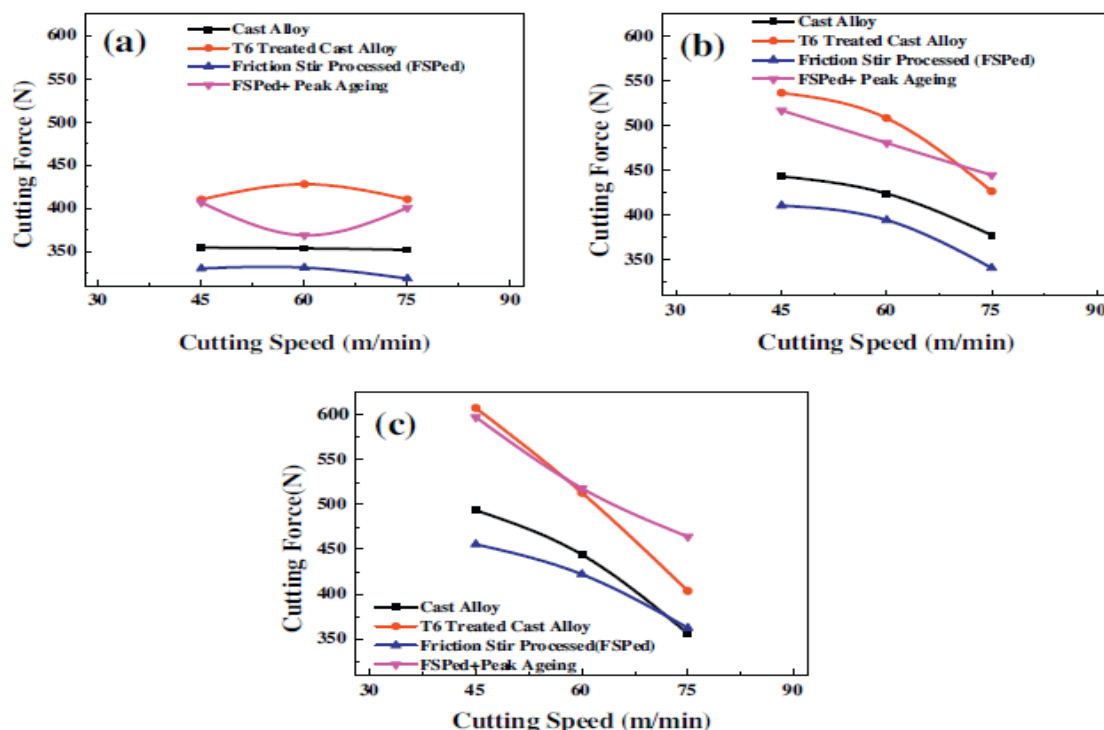 (a)
Cast Alloy
T6 Treated Cast Alloy
Friction Stir Processed (FSPed)
FSPed+ Peak Ageing
600
550
500
450
400
350
30 45 60 75 90
Cutting Force (N)
Cutting Speed (m/min)
(b)
Cast Alloy
T6 Treated Cast Alloy
Friction Stir Processed (FSPed)
FSPed+ Peak Ageing
600
550
500
450
400
350
30 45 60 75 90
Cutting Force (N)
Cutting Speed (m/min)
(c)
600
550
500
450
400
350
Cast Alloy
T6 Treated Cast Alloy
Friction Stir Processed(FSPed)
FSPed+Peak Ageing
30 45 60 75 90
Cutting Force(N)
Cutting Speed (m/min)